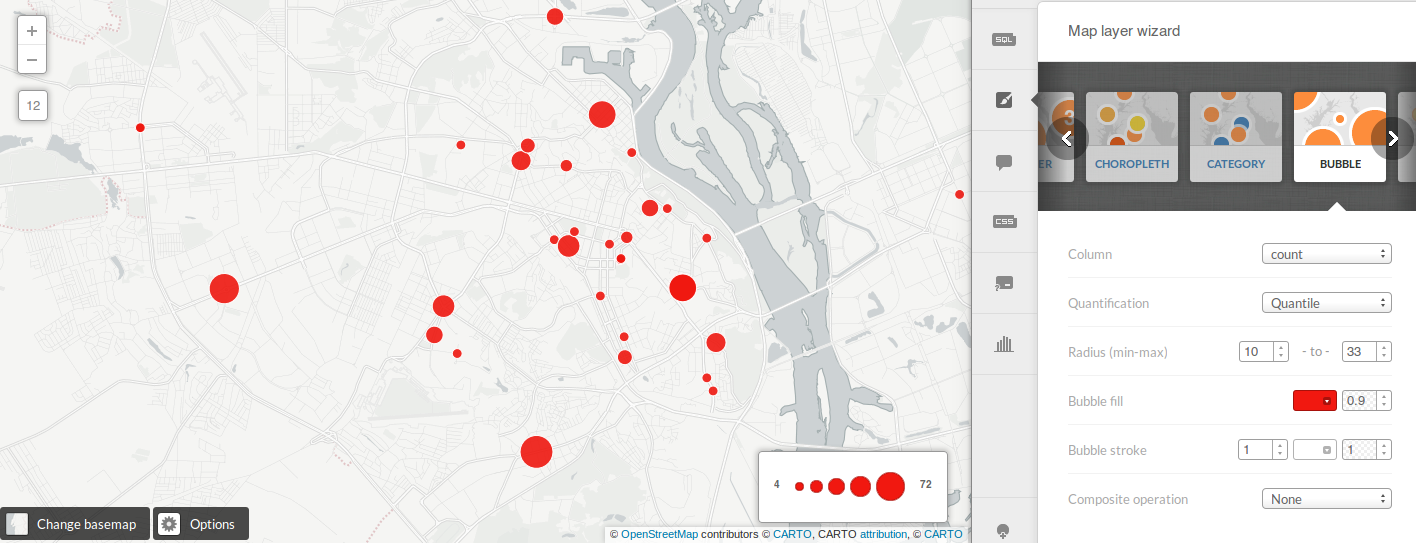 +
−
12
4
72
Change basemap
Options
© OpenStreetMap contributors © CARTO, CARTO attribution, © CARTO
SQL
CSS
Map layer wizard
3
ER
CHOROPLETH
CATEGORY
BUBBLE
Column
count
Quantification
Quantile
Radius (min-max)
10
- to -
33
Bubble fill
0.9
Bubble stroke
1
1
Composite operation
None